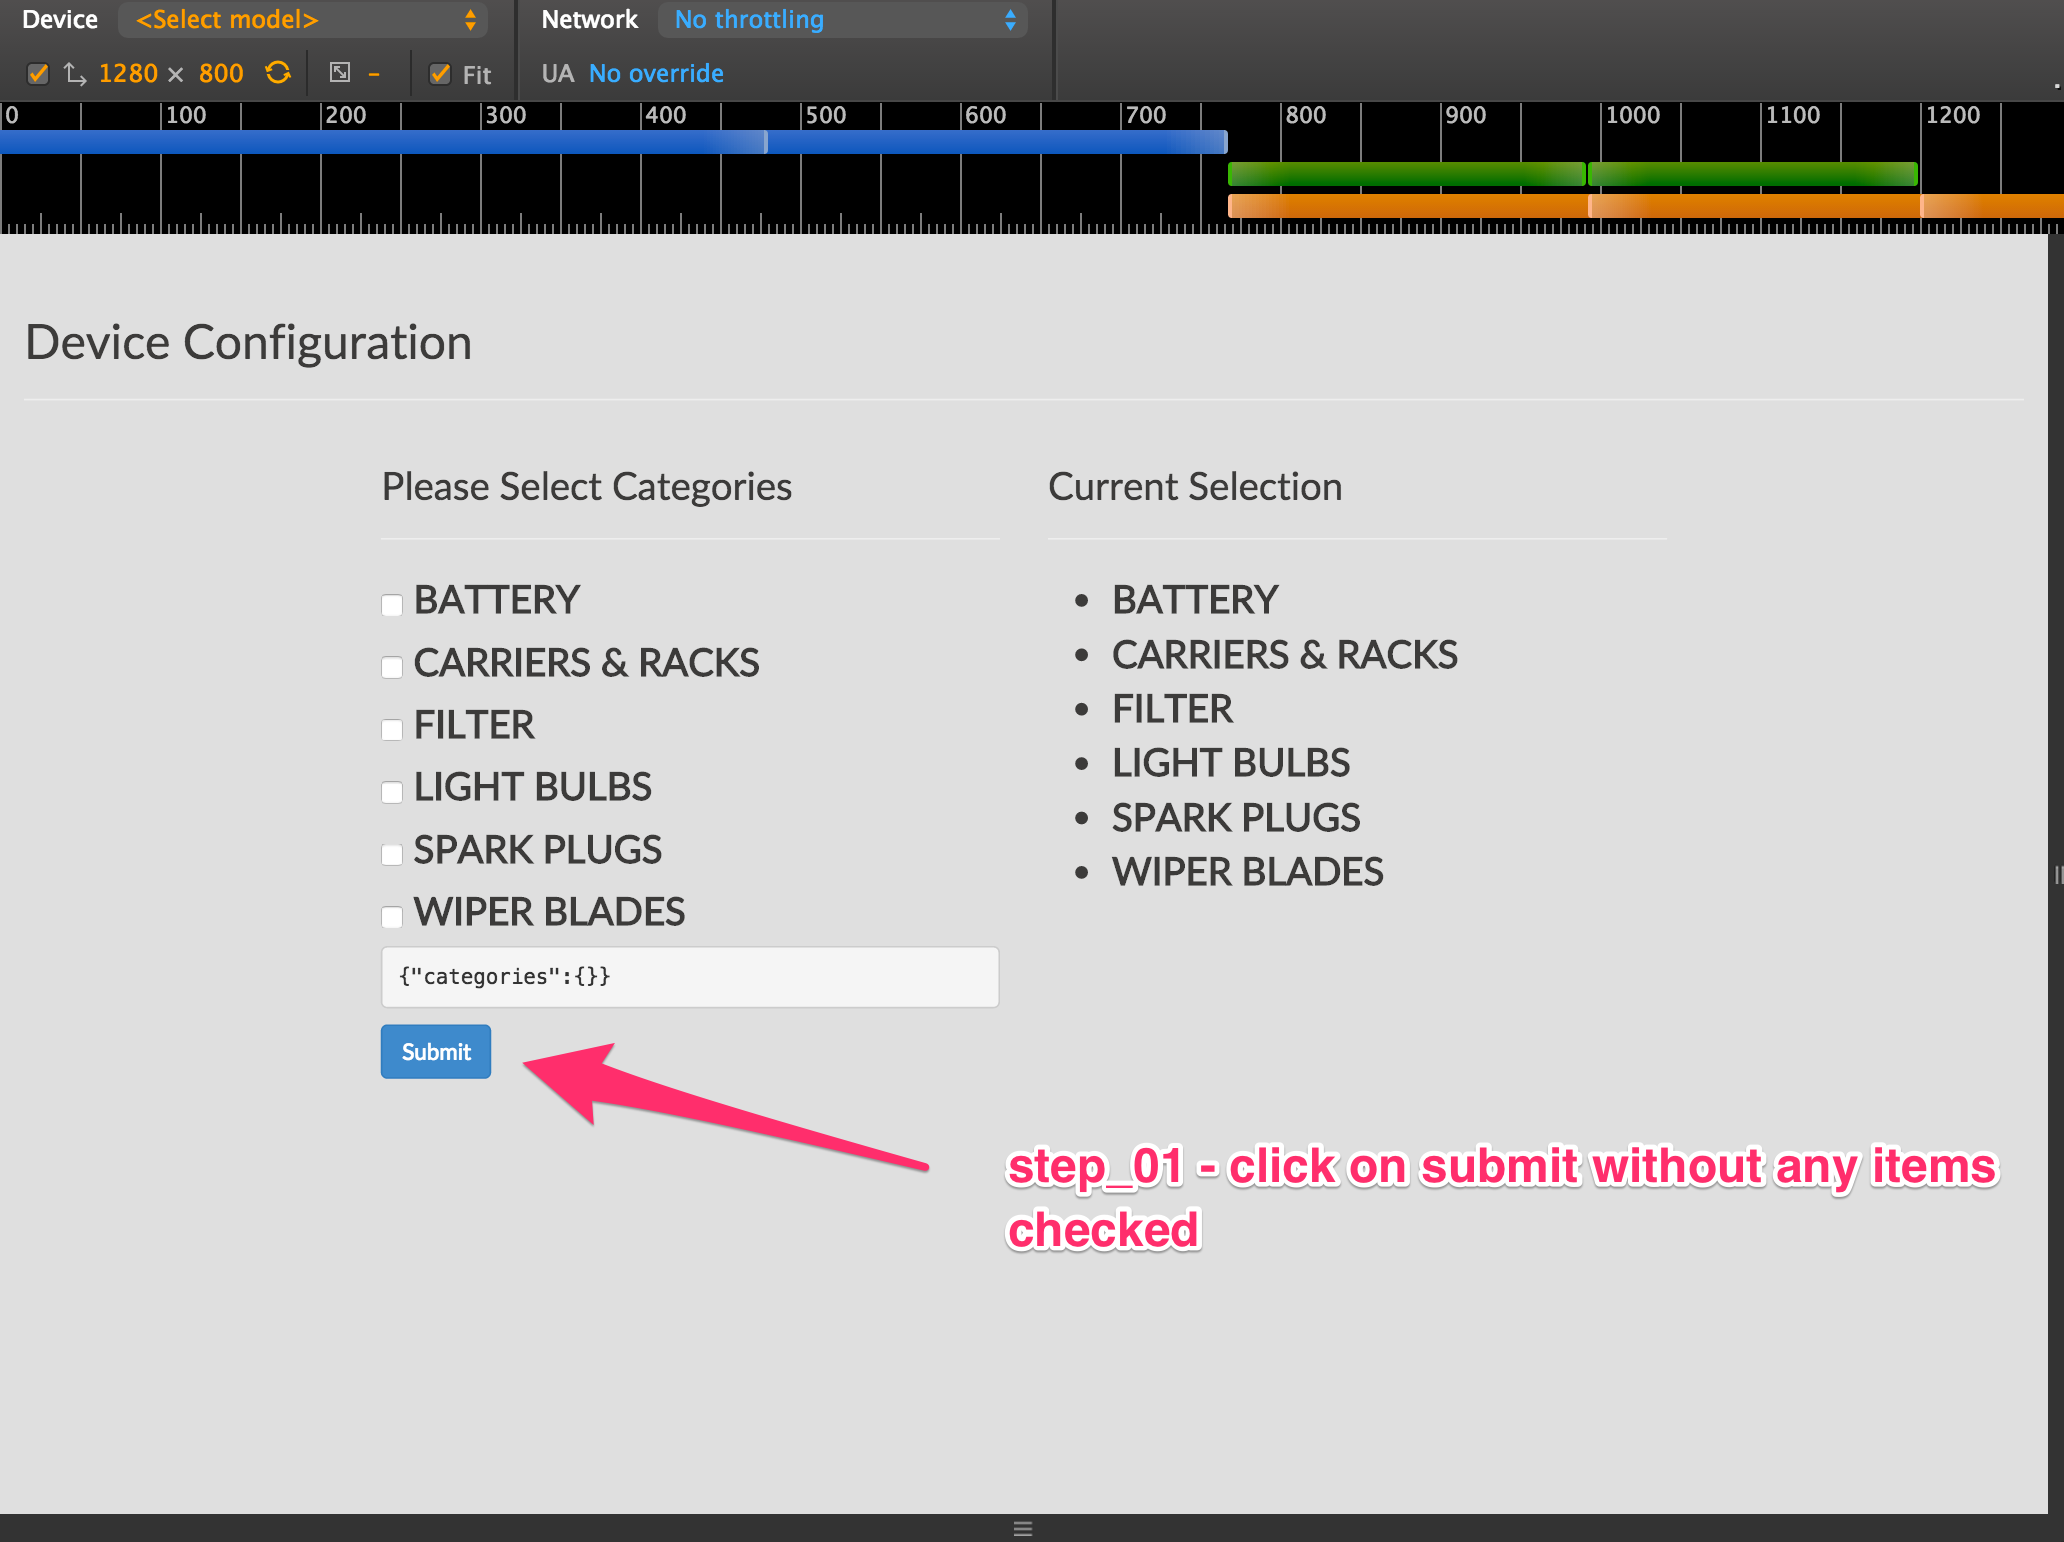 Device <Select model> Network No throttling
1280 × 800 – Fit UA No override
0 100 200 300 400 500 600 700 800 900 1000 1100 1200
Device Configuration
Please Select Categories
BATTERY
CARRIERS & RACKS
FILTER
LIGHT BULBS
SPARK PLUGS
WIPER BLADES
{"categories":{}}
Submit
Current Selection
BATTERY
CARRIERS & RACKS
FILTER
LIGHT BULBS
SPARK PLUGS
WIPER BLADES
step_01 - click on submit without any items
checked